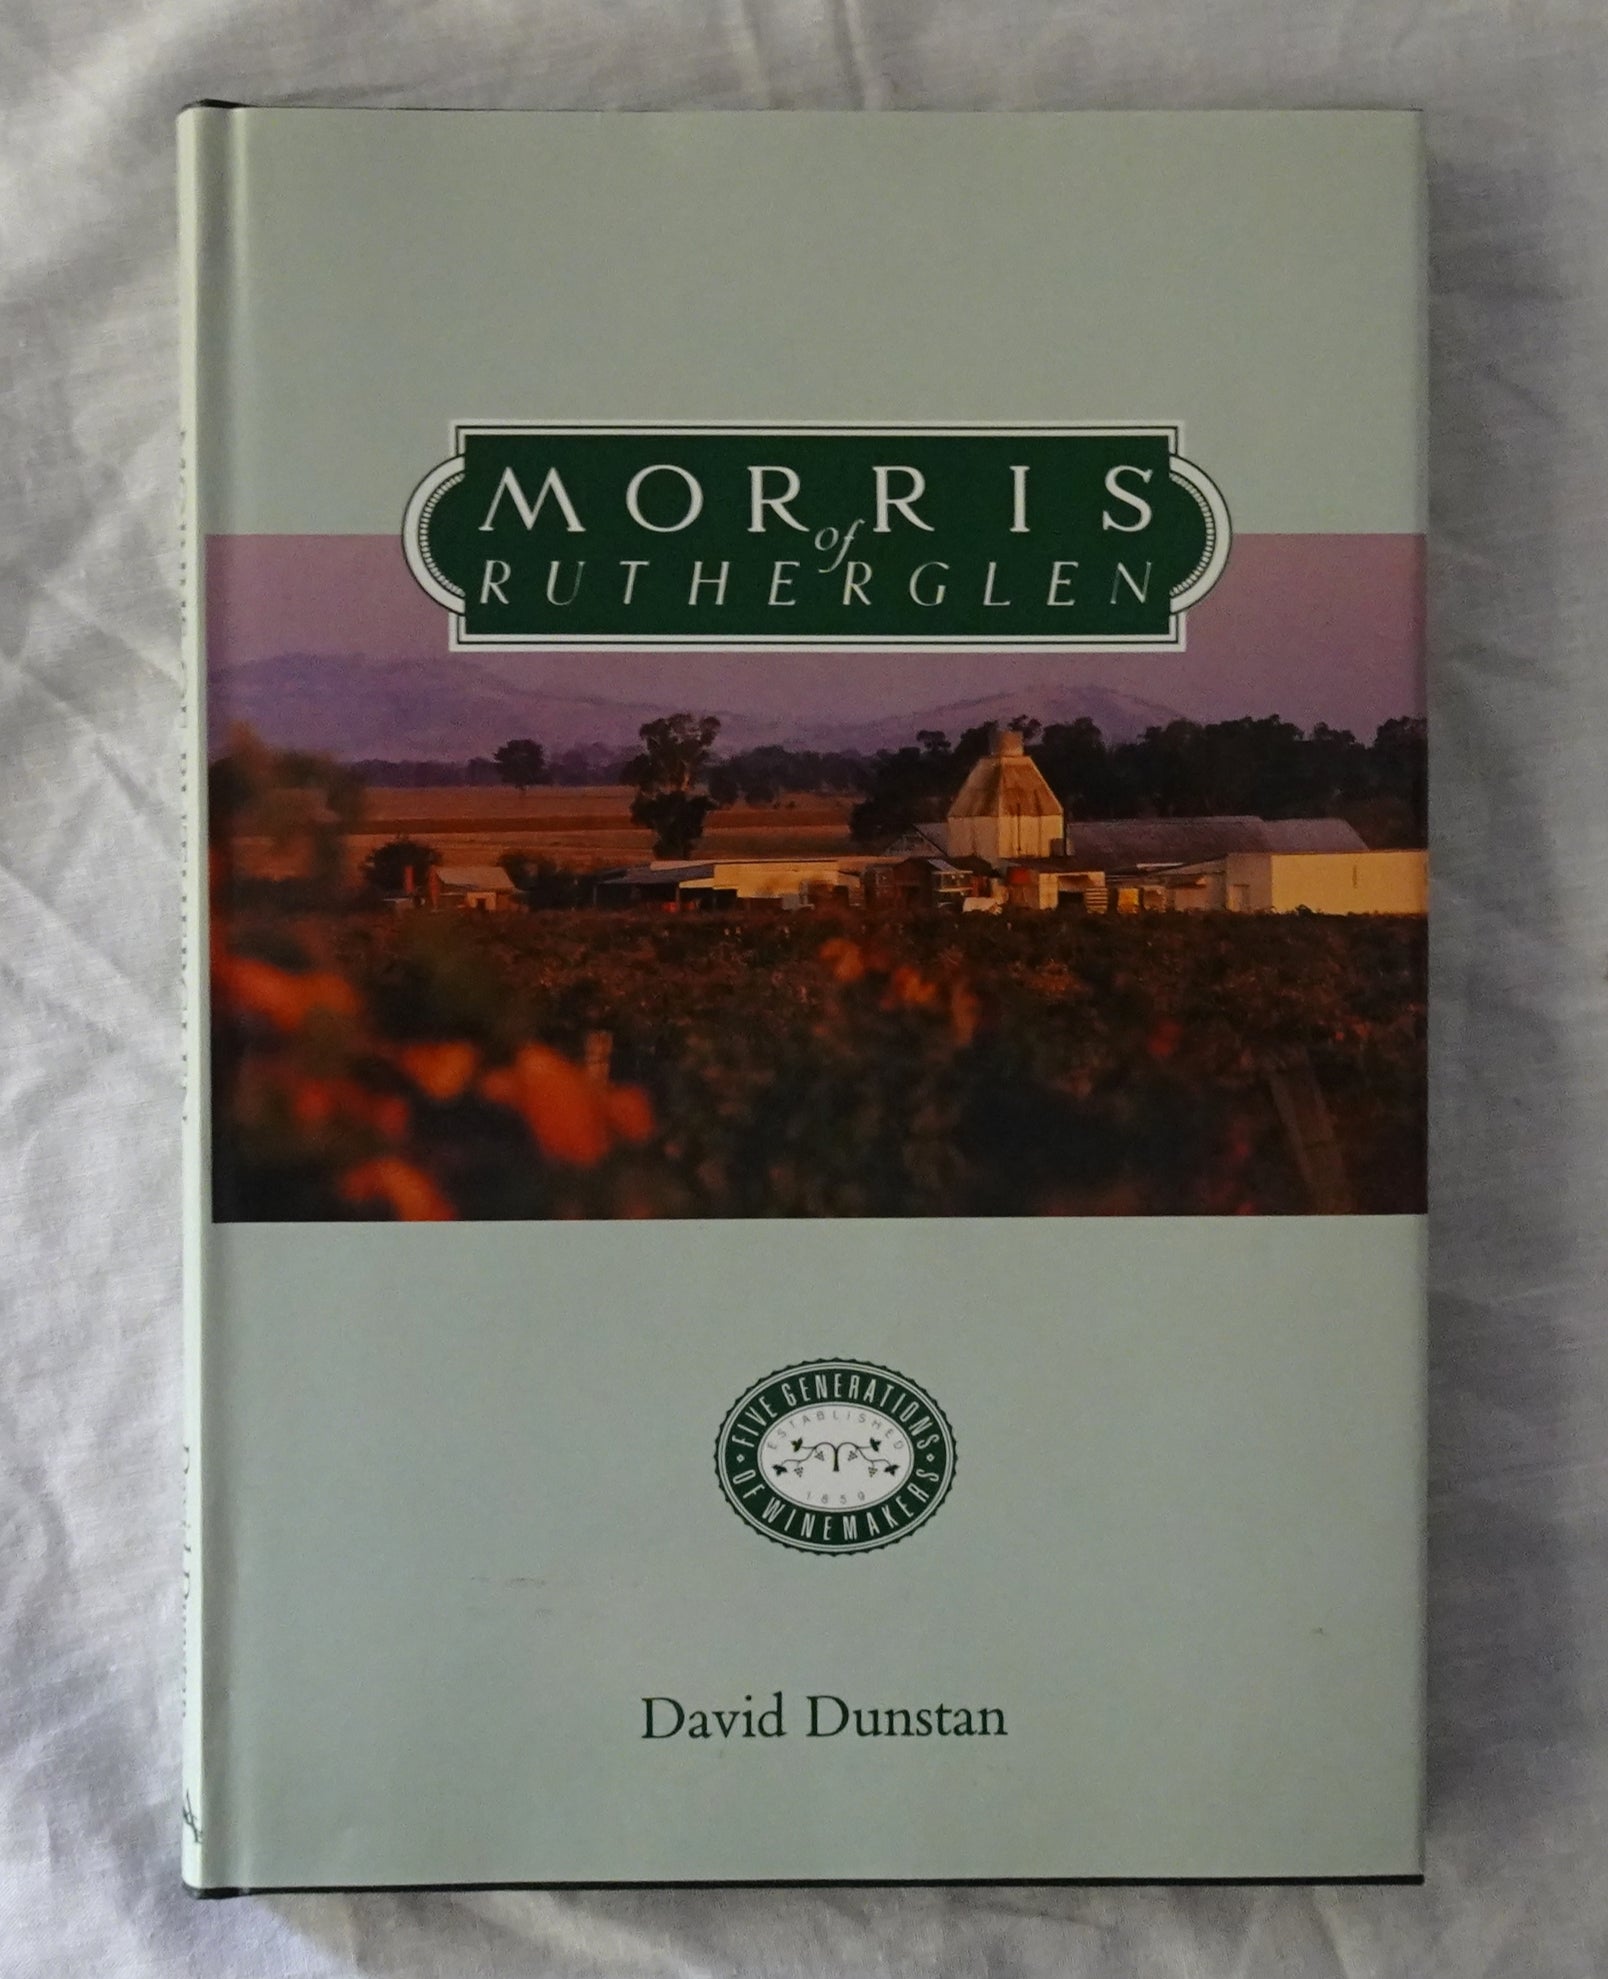 MORRIS
of
RUTHERGLEN
FIVE GENERATIONS
ESTABLISHED
1859
OF WINEMAKERS
David Dunstan